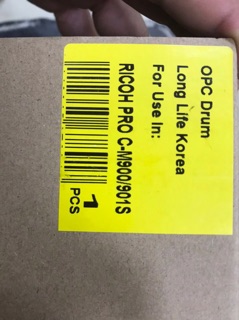 OPC Drum
Long Life Korea
For Use In:
RICOH PRO C-M900/901S
1
PCS